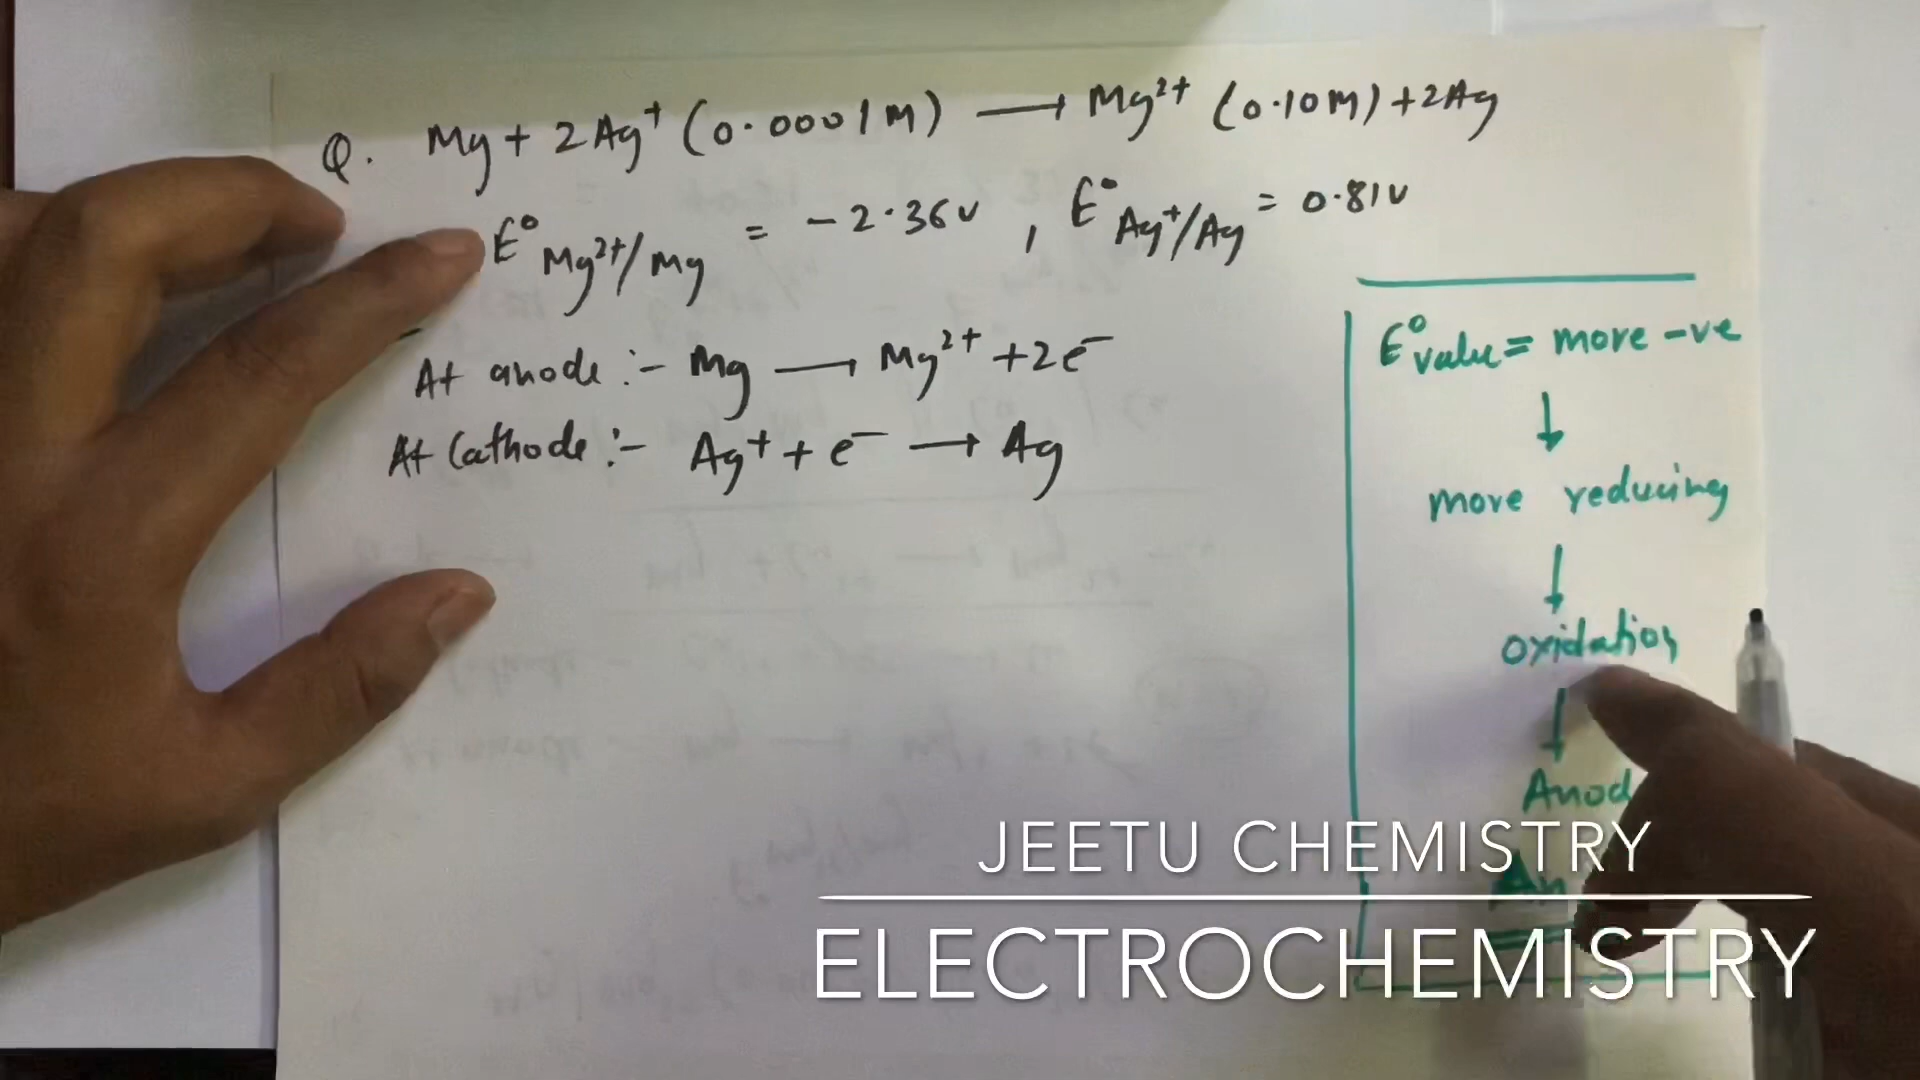 Q. Mg + 2Ag⁺ (0.0001M) ⟶ Mg²⁺ (0.10M) + 2Ag
E°Mg²⁺/Mg = -2.36V , E°Ag⁺/Ag = 0.81V
At anode :- Mg ⟶ Mg²⁺ + 2e⁻
At Cathode :- Ag⁺ + e⁻ ⟶ Ag
E°value = more -ve
↓
more reducing
↓
oxidation
↓
Anod
An
JEETU CHEMISTRY
ELECTROCHEMISTRY